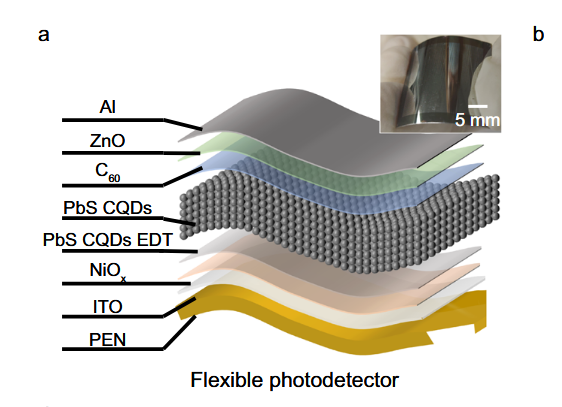 a
b
5 mm
Al
ZnO
C₆₀
PbS CQDs
PbS CQDs EDT
NiOₓ
ITO
PEN
Flexible photodetector